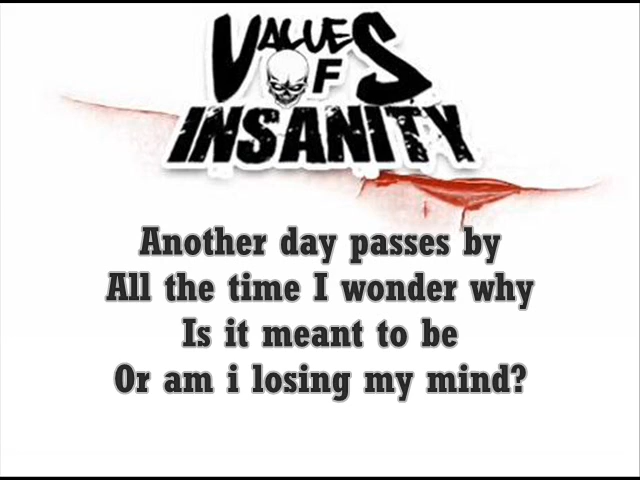 VALUES
OF
INSANITY
Another day passes by
All the time I wonder why
Is it meant to be
Or am i losing my mind?